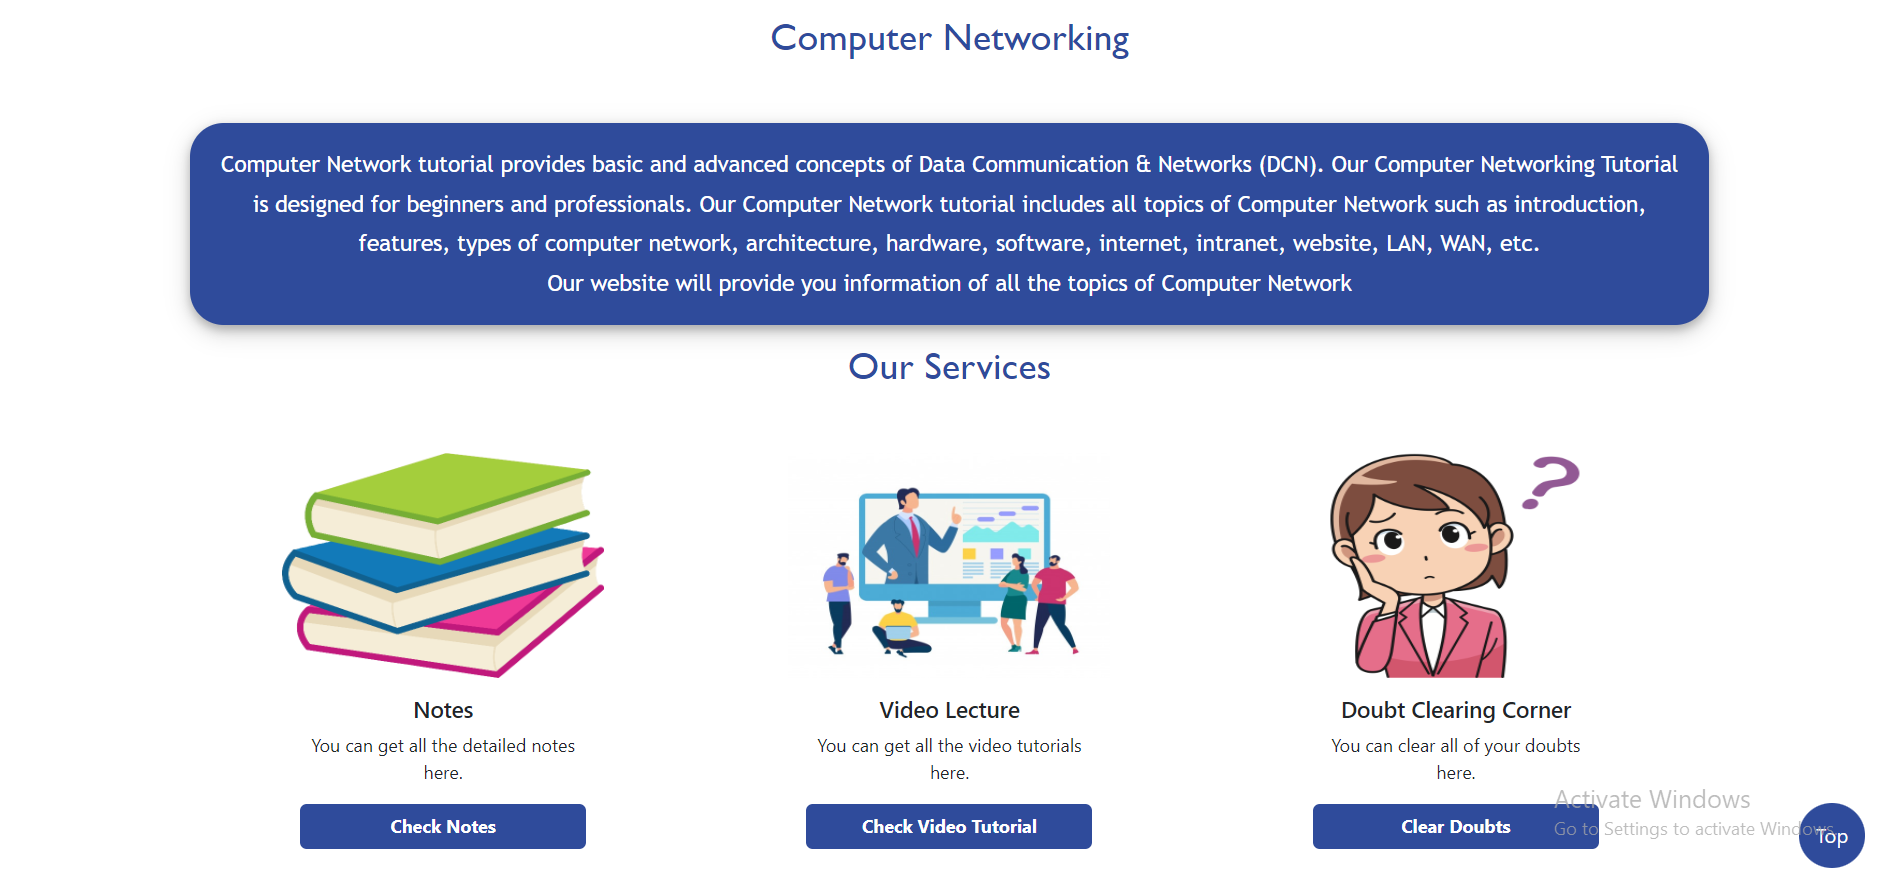 Computer Networking
Computer Network tutorial provides basic and advanced concepts of Data Communication & Networks (DCN). Our Computer Networking Tutorial
is designed for beginners and professionals. Our Computer Network tutorial includes all topics of Computer Network such as introduction,
features, types of computer network, architecture, hardware, software, internet, intranet, website, LAN, WAN, etc.
Our website will provide you information of all the topics of Computer Network
Our Services
?
Notes
You can get all the detailed notes
here.
Check Notes
Video Lecture
You can get all the video tutorials
here.
Check Video Tutorial
Doubt Clearing Corner
You can clear all of your doubts
here.
Clear Doubts
Activate Windows
Go to Settings to activate Windows.
Top